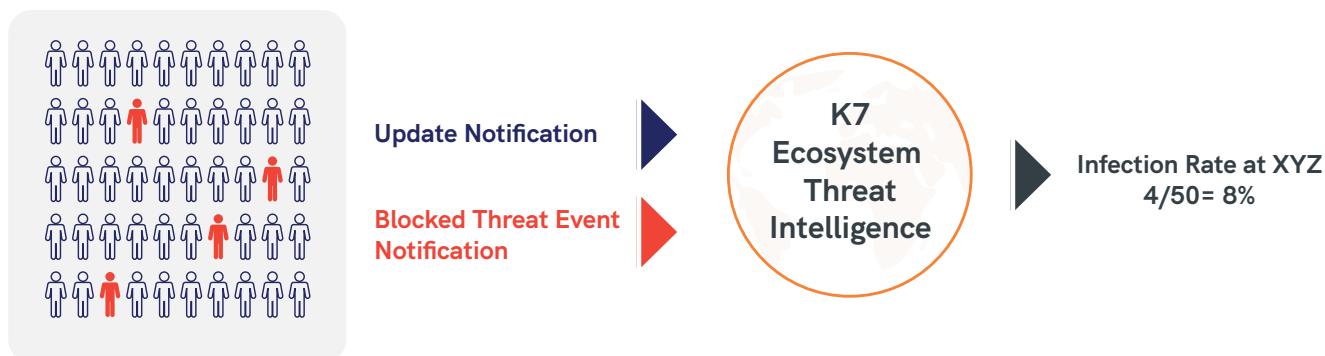 Update Notification
Blocked Threat Event
Notification
K7
Ecosystem
Threat
Intelligence
Infection Rate at XYZ
4/50= 8%